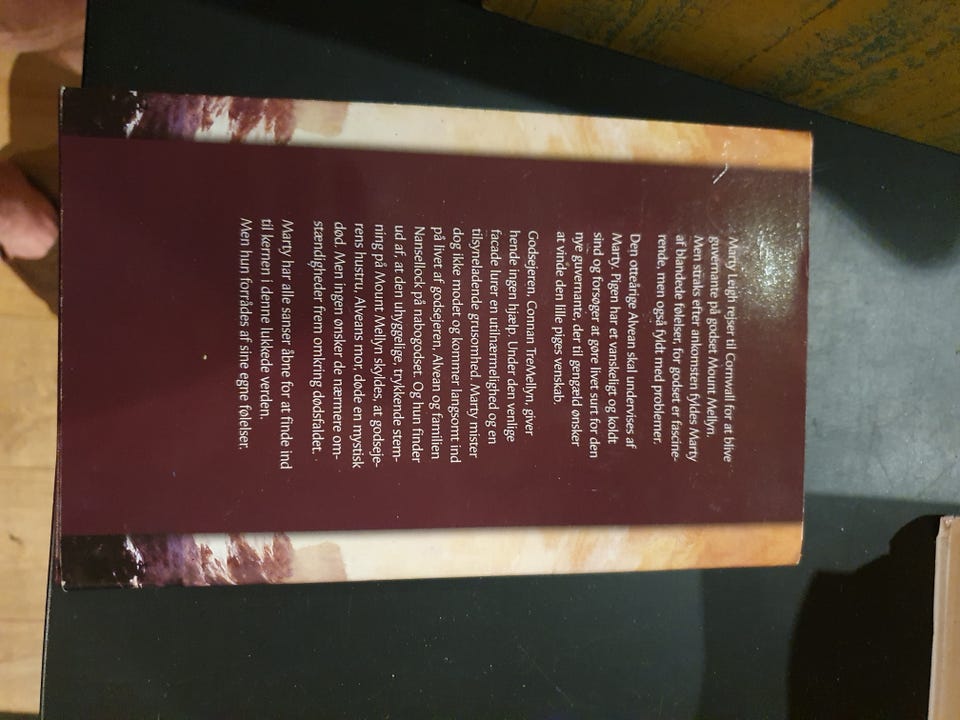 Marty Leigh rejser til Cornwall for at blive
guvernante på godset Mount Mellyn.
Men straks efter ankomsten fyldes Marty
af blandede følelser, for godset er fascine-
rende, men også fyldt med problemer.
Den otteårige Alvean skal undervises af
Marty. Pigen har et vanskeligt og koldt
sind og forsøger at gøre livet surt for den
nye guvernante, der til gengæld ønsker
at vinde den lille piges venskab.
Godsejeren, Connan TreMellyn, giver
hende ingen hjælp. Under den venlige
facade lurer en utilnærmelighed og en
tilsyneladende grusomhed. Marty mister
dog ikke modet og kommer langsomt ind
på livet af godsejeren, Alvean og familien
Nansellock på nabogodset. Og hun finder
ud af, at den uhyggelige, trykkende stem-
ning på Mount Mellyn skyldes, at godseje-
rens hustru, Alveans mor, døde en mystisk
død. Men ingen ønsker de nærmere om-
stændigheder frem omkring dødsfaldet.
Marty har alle sanser åbne for at finde ind
til kernen i denne lukkede verden.
Men hun forrådes af sine egne følelser.